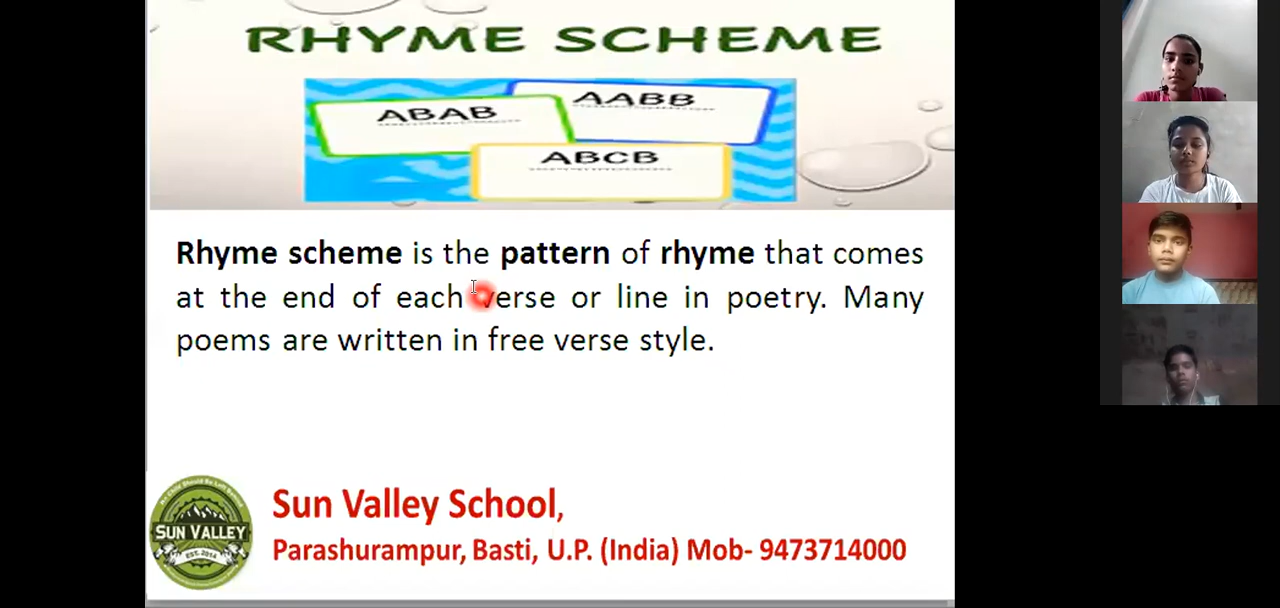 RHYME SCHEME
ABAB
AABB
ABCB
Rhyme scheme is the pattern of rhyme that comes
at the end of each verse or line in poetry. Many
poems are written in free verse style.
Sun Valley School,
Parashurampur, Basti, U.P. (India) Mob- 9473714000
SUN VALLEY
EST. 2014